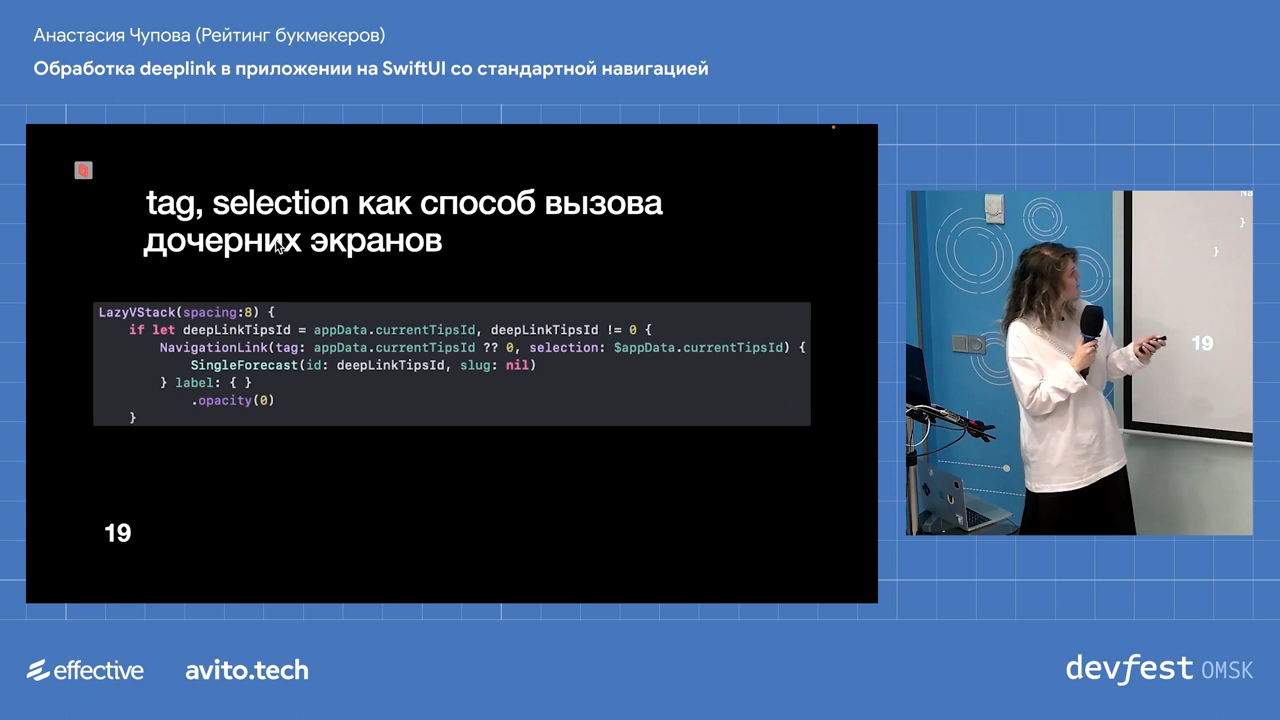 Анастасия Чупова (Рейтинг букмекеров)
Обработка deeplink в приложении на SwiftUI со стандартной навигацией
tag, selection как способ вызова
дочерних экранов
LazyVStack(spacing:8) {
if let deepLinkTipsId = appData.currentTipsId, deepLinkTipsId != 0 {
NavigationLink(tag: appData.currentTipsId ?? 0, selection: $appData.currentTipsId) {
SingleForecast(id: deepLinkTipsId, slug: nil)
} label: { }
.opacity(0)
}
19
}
}
19
effective
avito.tech
devfest OMSK